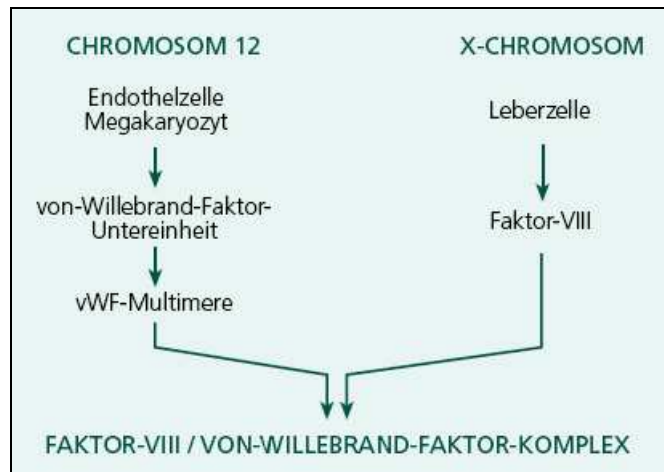 CHROMOSOM 12
X-CHROMOSOM
Endothelzelle
Megakaryozyt
Leberzelle
von-Willebrand-Faktor-
Untereinheit
Faktor-VIII
vWF-Multimere
FAKTOR-VIII / VON-WILLEBRAND-FAKTOR-KOMPLEX